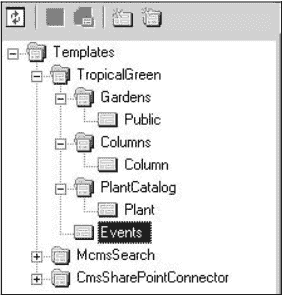 Templates
TropicalGreen
Gardens
Public
Columns
Column
PlantCatalog
Plant
Events
McmsSearch
CmsSharePointConnector